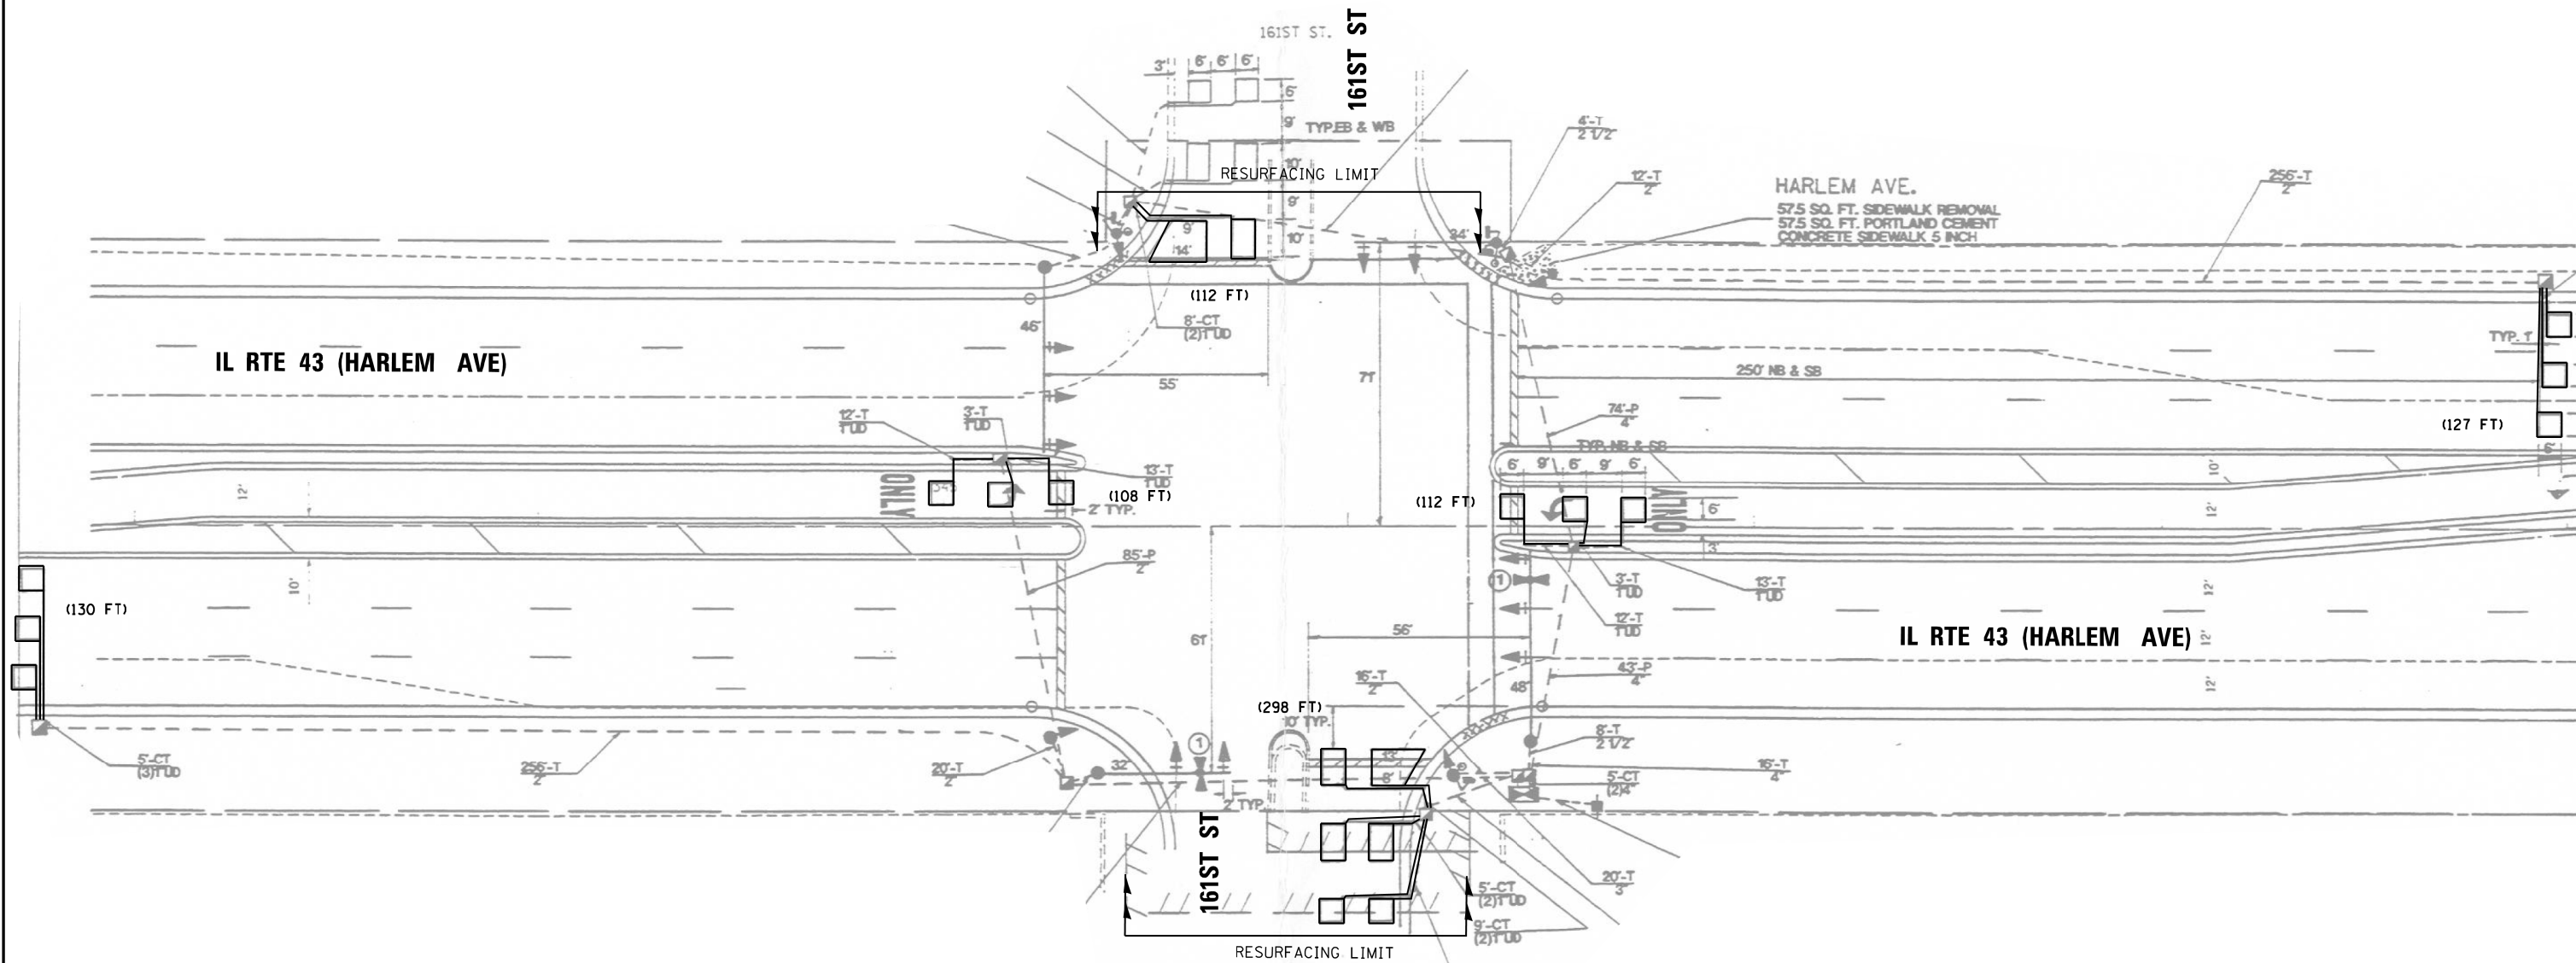 161ST ST.
161ST ST
3'
6' 6' 6'
6'
9'
TYP.EB & WB
10'
RESURFACING LIMIT
9'
10'
9'
14'
34'
4'-T
2 1/2"
12'-T
2"
HARLEM AVE.
57.5 SQ. FT. SIDEWALK REMOVAL
57.5 SQ. FT. PORTLAND CEMENT
CONCRETE SIDEWALK 5 INCH
256'-T
2"
(112 FT)
8'-CT
(2)1"UD
46'
IL RTE 43 (HARLEM AVE)
55'
71'
TYP. 1'
250' NB & SB
74'-P
4"
(127 FT)
12'-T
1"UD
3'-T
1"UD
13'-T
1"UD
TYP. NB & SB
6' 9' 6' 9' 6'
10'
6'
12'
ONLY
(108 FT)
2' TYP.
(112 FT)
ONLY
6'
12'
3'
85'-P
2"
10'
(130 FT)
1
3'-T
1"UD
13'-T
1"UD
12'-T
1"UD
12'
61'
56'
IL RTE 43 (HARLEM AVE)
12'
16'-T
2"
43'-P
4"
48'
12'
(298 FT)
10' TYP.
5'-CT
(3)1"UD
256'-T
2"
20'-T
2"
32'
1
2' TYP.
13'
8'
8'-T
2 1/2"
16'-T
4"
5'-CT
(2)4"
161ST ST
20'-T
3"
5'-CT
(2)1"UD
9'-CT
(2)1"UD
RESURFACING LIMIT